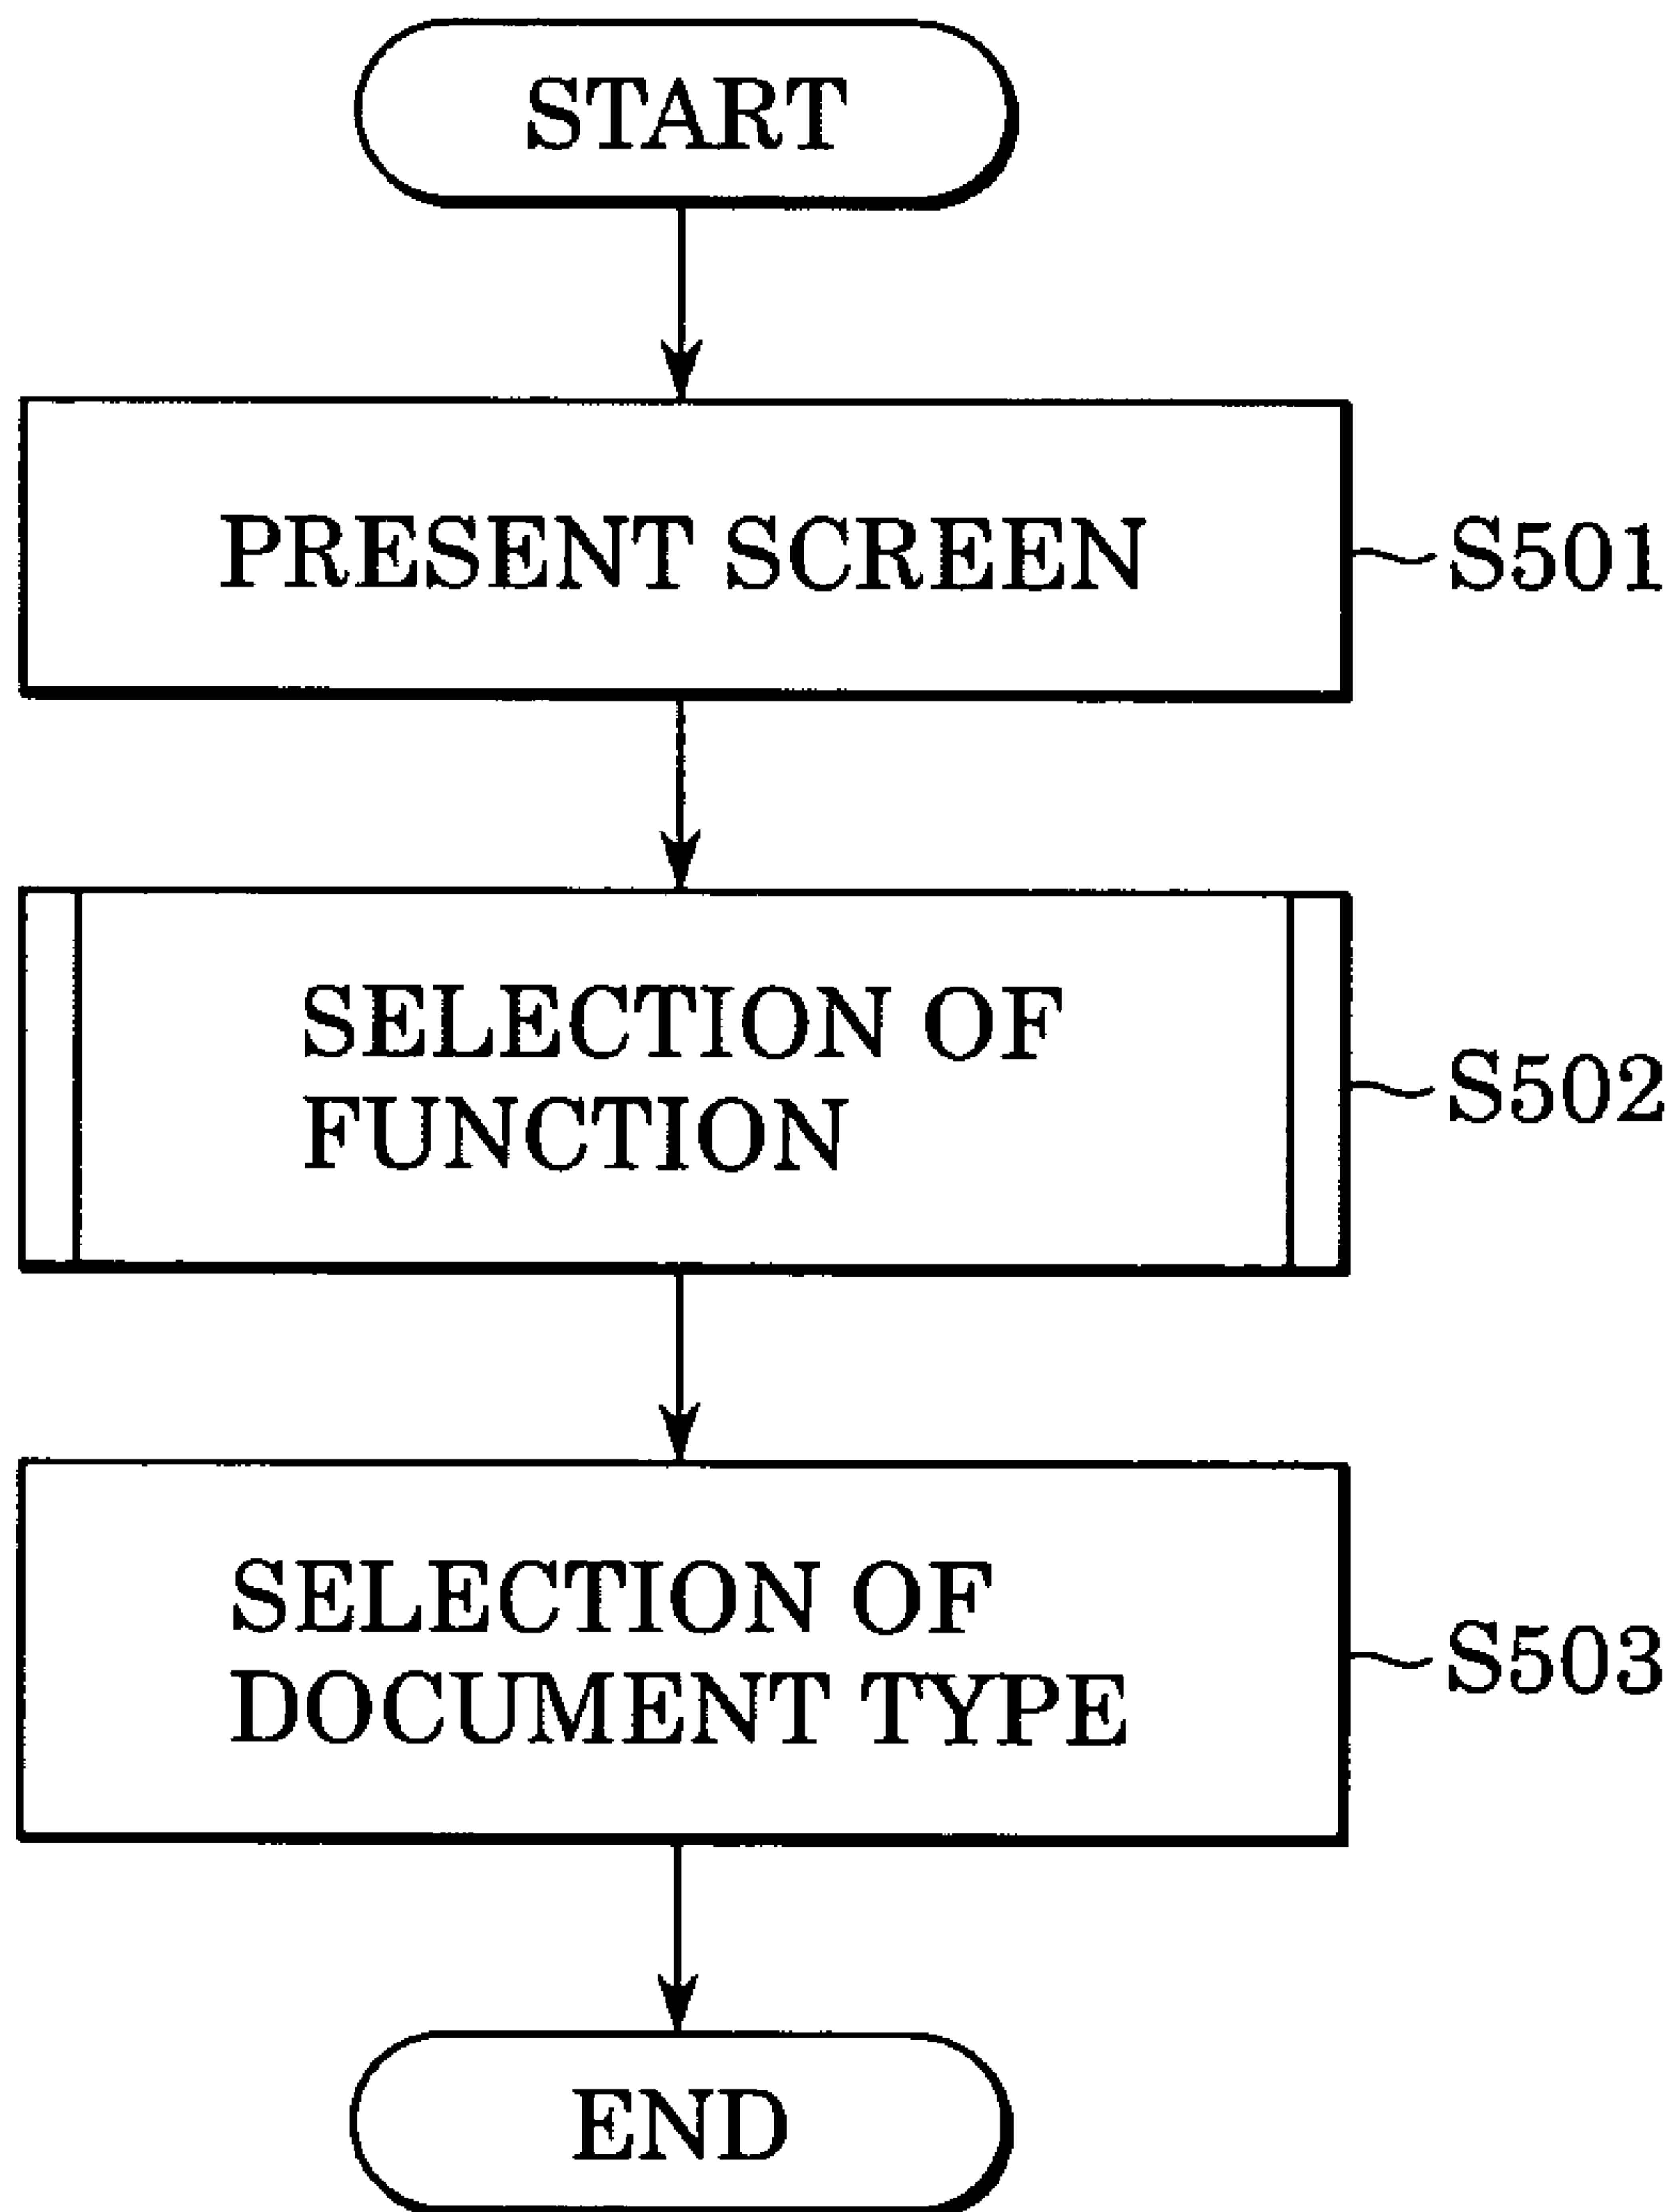 START
PRESENT SCREEN
S501
SELECTION OF
FUNCTION
S502
SELECTION OF
DOCUMENT TYPE
S503
END